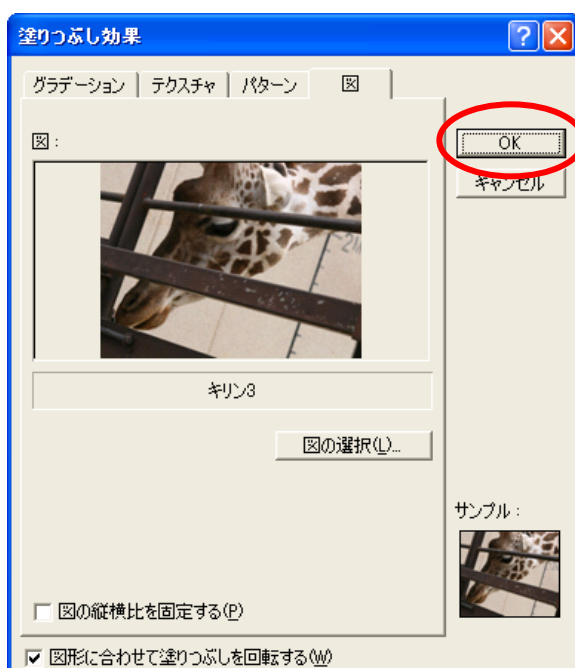 塗りつぶし効果
グラデーション テクスチャ パターン 図
図：
OK
キャンセル
キリン3
図の選択(L)...
サンプル：
図の縦横比を固定する(P)
図形に合わせて塗りつぶしを回転する(W)